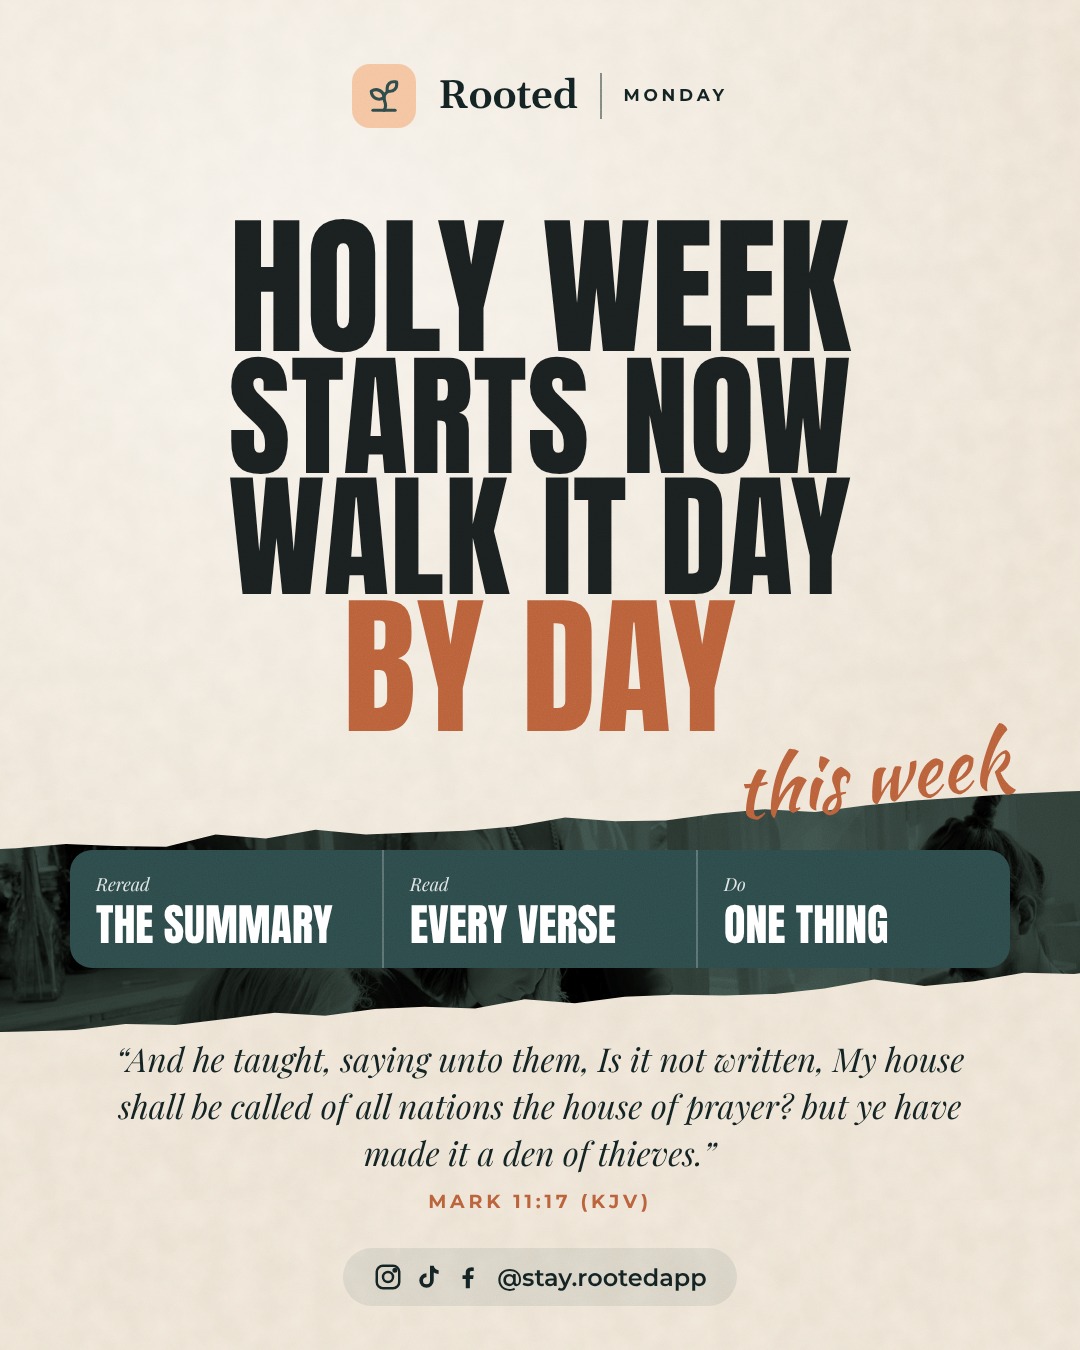 Rooted | MONDAY
HOLY WEEK
STARTS NOW
WALK IT DAY
BY DAY
this week
Reread
THE SUMMARY
Read
EVERY VERSE
Do
ONE THING
“And he taught, saying unto them, Is it not written, My house
shall be called of all nations the house of prayer? but ye have
made it a den of thieves.”
MARK 11:17 (KJV)
@stay.rootedapp